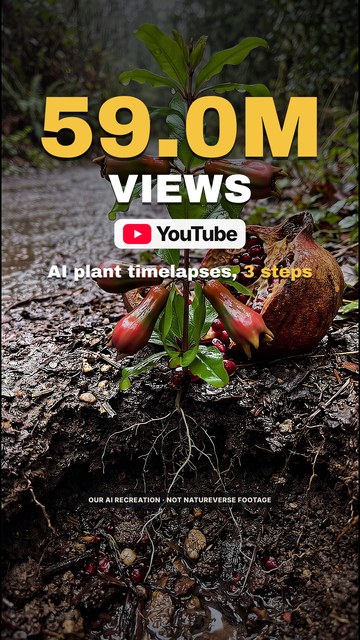 59.0M
VIEWS
YouTube
AI plant timelapses, 3 steps
OUR AI RECREATION · NOT NATUREVERSE FOOTAGE